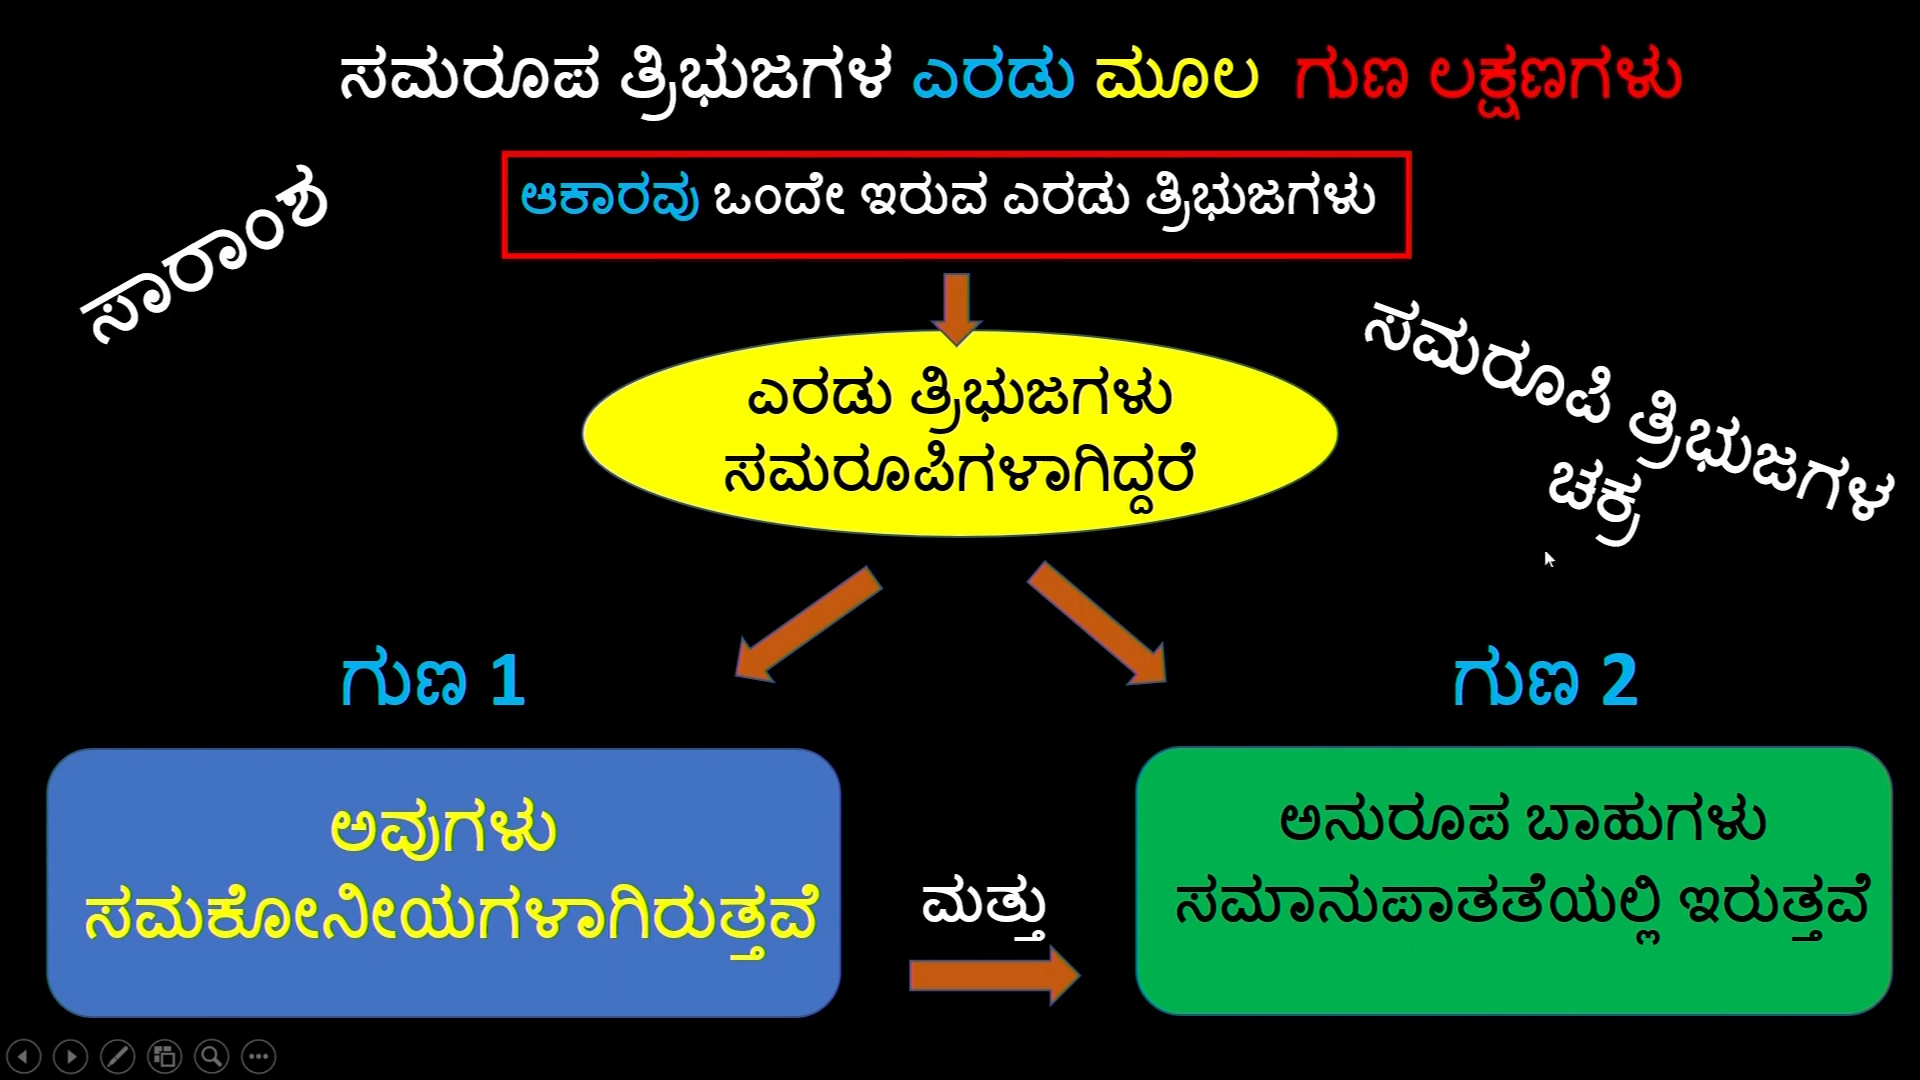 ಸಮರೂಪ ತ್ರಿಭುಜಗಳ ಎರಡು ಮೂಲ ಗುಣ ಲಕ್ಷಣಗಳು
ಸಾರಾಂಶ
ಆಕಾರವು ಒಂದೇ ಇರುವ ಎರಡು ತ್ರಿಭುಜಗಳು
ಎರಡು ತ್ರಿಭುಜಗಳು
ಸಮರೂಪಿಗಳಾಗಿದ್ದರೆ
ಸಮರೂಪಿ ತ್ರಿಭುಜಗಳ
ಚಕ್ರ
ಗುಣ 1
ಗುಣ 2
ಅವುಗಳು
ಸಮಕೋನೀಯಗಳಾಗಿರುತ್ತವೆ
ಮತ್ತು
ಅನುರೂಪ ಬಾಹುಗಳು
ಸಮಾನುಪಾತತೆಯಲ್ಲಿ ಇರುತ್ತವೆ